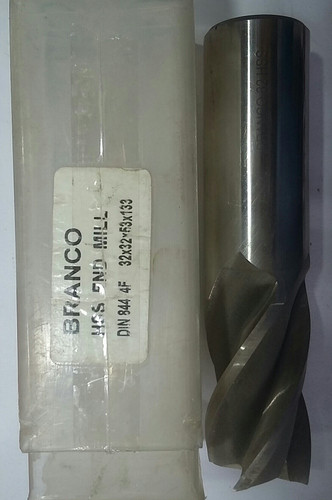 BRANCO
HSS END MILL
DIN 844 4F 32x32x53x133